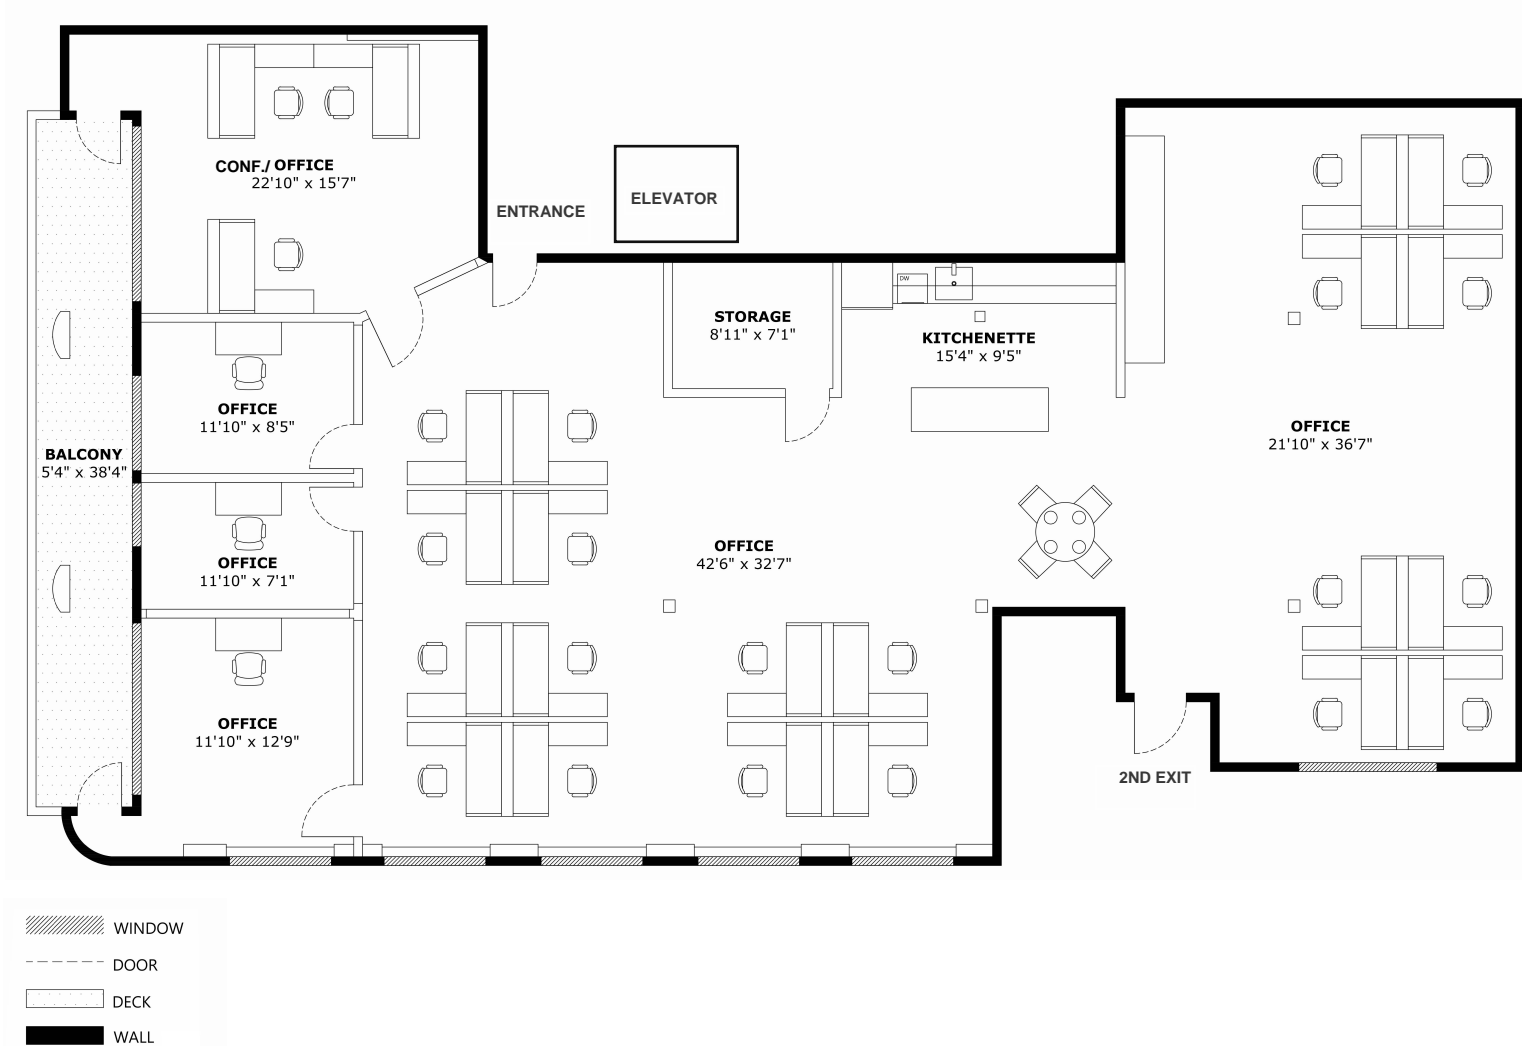 CONF./ OFFICE
22'10" x 15'7"
ENTRANCE
ELEVATOR
STORAGE
8'11" x 7'1"
DW
KITCHENETTE
15'4" x 9'5"
OFFICE
11'10" x 8'5"
BALCONY
5'4" x 38'4"
OFFICE
21'10" x 36'7"
OFFICE
11'10" x 7'1"
OFFICE
42'6" x 32'7"
OFFICE
11'10" x 12'9"
2ND EXIT
WINDOW
DOOR
DECK
WALL